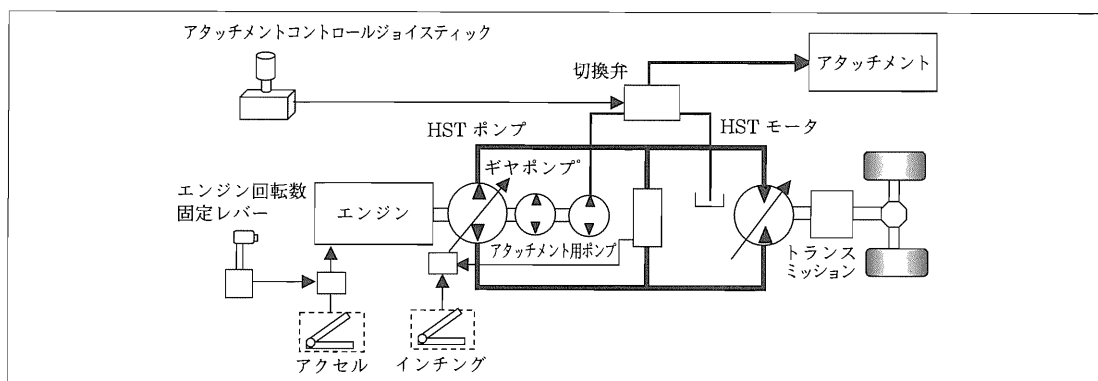 アタッチメントコントロールジョイスティック
切換弁
アタッチメント
HST ポンプ
HST モータ
ギヤポンプ
エンジン回転数
固定レバー
エンジン
アタッチメント用ポンプ
トランス
ミッション
アクセル
インチング